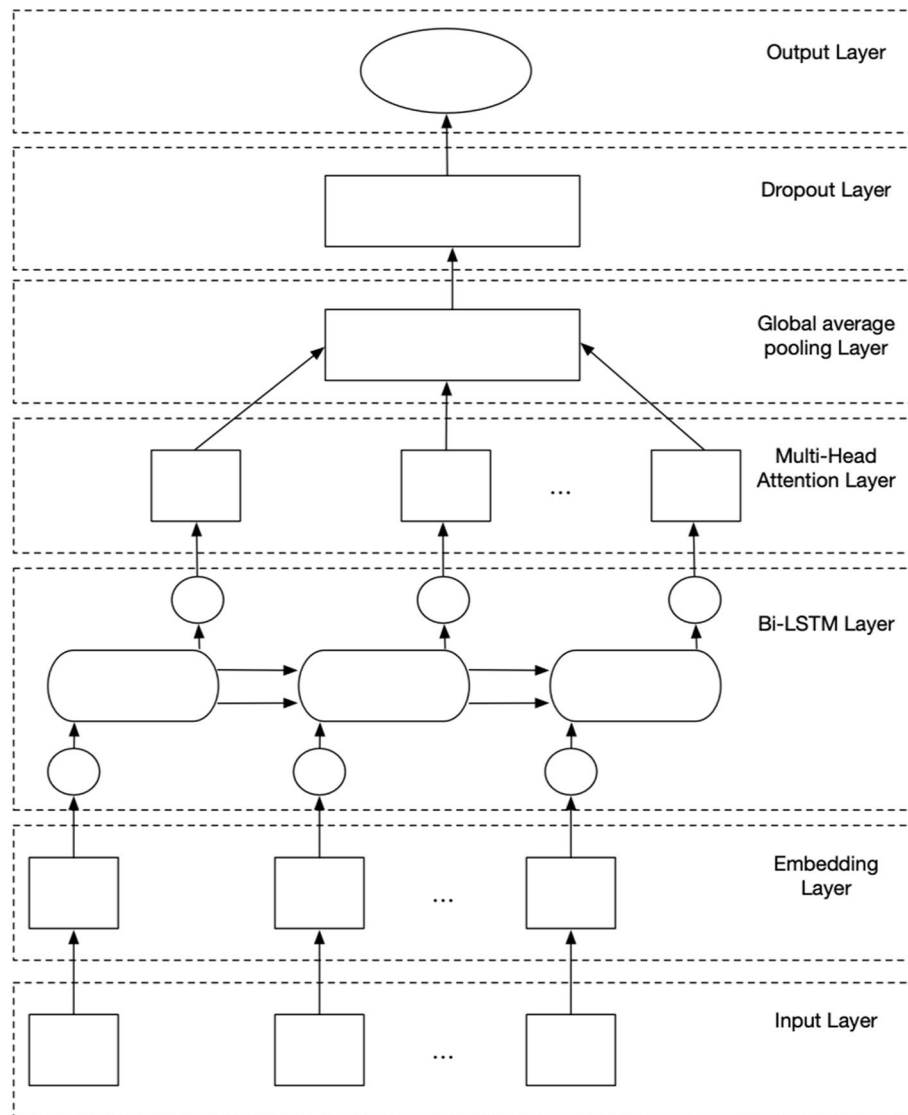 Output Layer
Dropout Layer
Global average
pooling Layer
Multi-Head
Attention Layer
...
Bi-LSTM Layer
Embedding
Layer
...
Input Layer
...